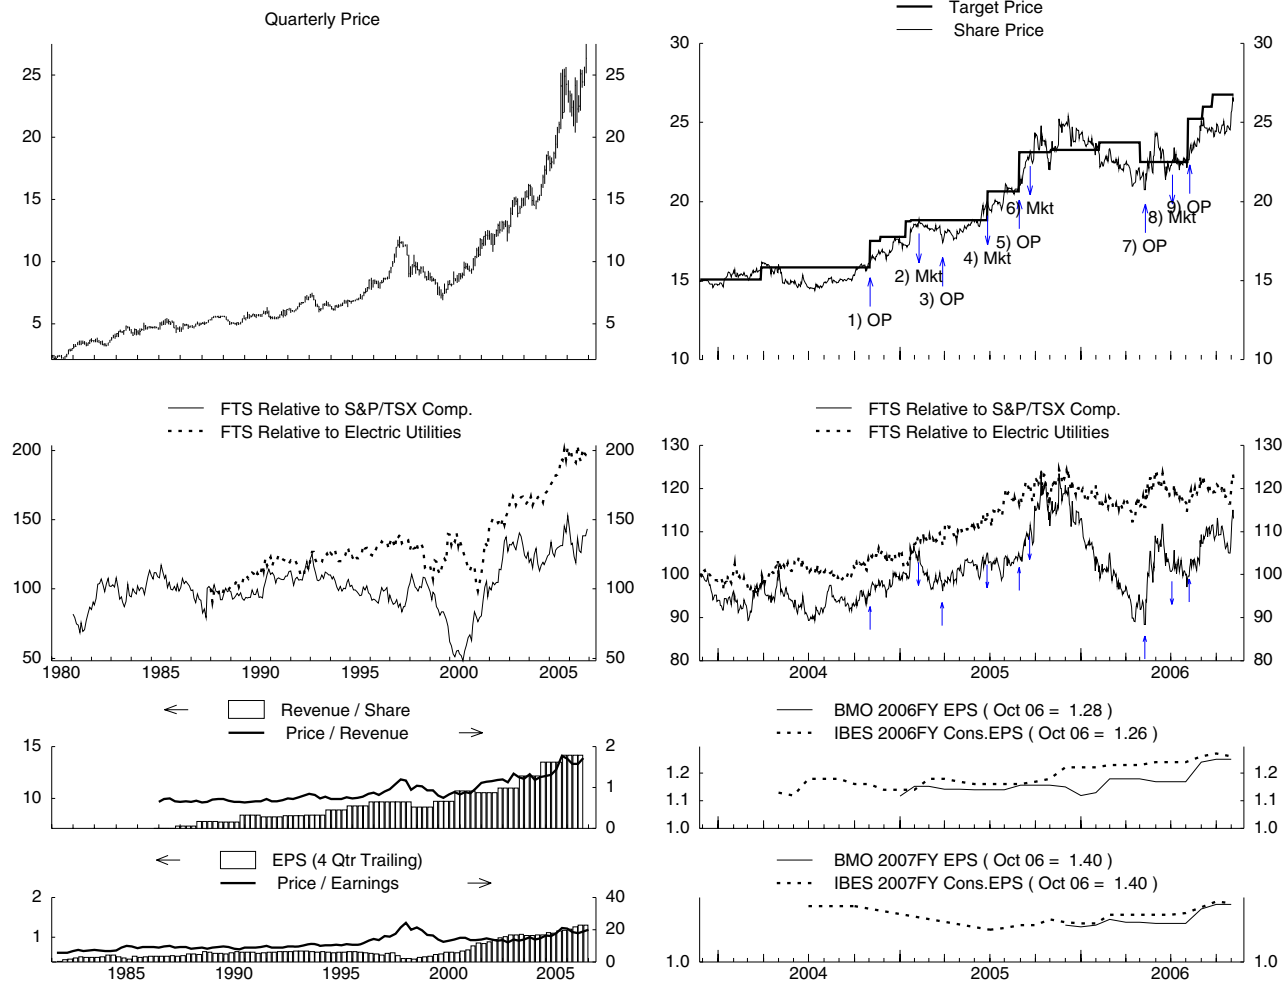 Quarterly Price
25 25
20 20
15 15
10 10
5 5
Target Price
Share Price
30 30
25 25
20 20
15 15
10 10
1) OP
2) Mkt
3) OP
4) Mkt
5) OP
6) Mkt
7) OP
8) Mkt
9) OP
FTS Relative to S&P/TSX Comp.
FTS Relative to Electric Utilities
200 200
150 150
100 100
50 50
1980 1985 1990 1995 2000 2005
FTS Relative to S&P/TSX Comp.
FTS Relative to Electric Utilities
130 130
120 120
110 110
100 100
90 90
80 80
2004 2005 2006
Revenue / Share
Price / Revenue
15 2
10 1
0
BMO 2006FY EPS ( Oct 06 = 1.28 )
IBES 2006FY Cons.EPS ( Oct 06 = 1.26 )
1.2 1.2
1.1 1.1
1.0 1.0
EPS (4 Qtr Trailing)
Price / Earnings
2 40
1 20
0
1985 1990 1995 2000 2005
BMO 2007FY EPS ( Oct 06 = 1.40 )
IBES 2007FY Cons.EPS ( Oct 06 = 1.40 )
1.0 1.0
2004 2005 2006